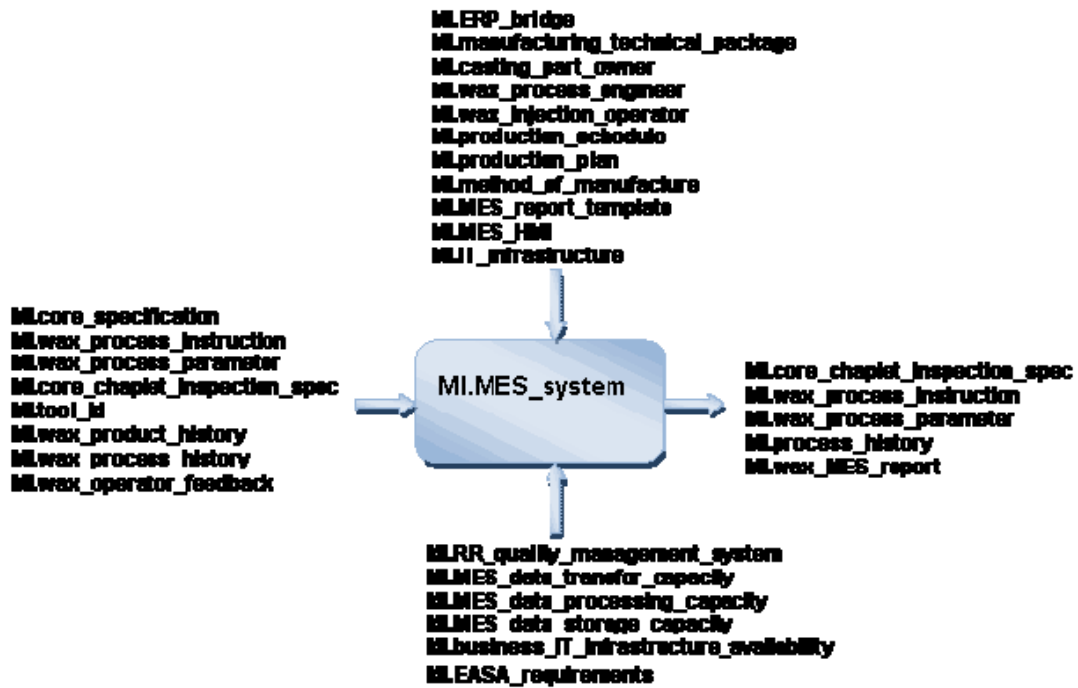 MI.ERP_bridge
MI.manufacturing_technical_package
MI.casting_part_owner
MI.wax_process_engineer
MI.wax_injection_operator
MI.production_schedule
MI.production_plan
MI.method_of_manufacture
MI.MES_report_template
MI.MES_HMI
MI.IT_infrastructure
MI.core_specification
MI.wax_process_instruction
MI.wax_process_parameter
MI.core_chaplet_inspection_spec
MI.tool_id
MI.wax_product_history
MI.wax_process_history
MI.wax_operator_feedback
MI.MES_system
MI.core_chaplet_inspection_spec
MI.wax_process_instruction
MI.wax_process_parameter
MI.process_history
MI.wax_MES_report
MI.RR_quality_management_system
MI.MES_data_transfer_capacity
MI.MES_data_processing_capacity
MI.MES_data_storage_capacity
MI.business_IT_infrastructure_availability
MI.EASA_requirements